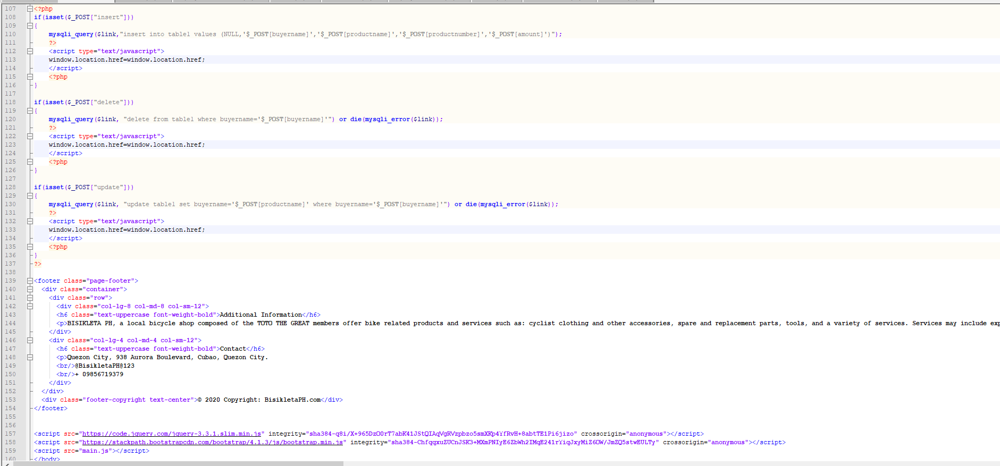 107 <?php
108 if(isset($_POST["insert"]))
109 {
110 mysqli_query($link,"insert into table1 values (NULL,'$_POST[buyername]','$_POST[productname]','$_POST[productnumber]','$_POST[amount]')");
111 ?>
112 <script type="text/javascript">
113 window.location.href=window.location.href;
114 </script>
115 <?php
116 }
117
118 if(isset($_POST["delete"]))
119 {
120 mysqli_query($link, "delete from table1 where buyername='$_POST[buyername]'") or die(mysqli_error($link));
121 ?>
122 <script type="text/javascript">
123 window.location.href=window.location.href;
124 </script>
125 <?php
126 }
127
128 if(isset($_POST["update"]))
129 {
130 mysqli_query($link, "update table1 set buyername='$_POST[productname]' where buyername='$_POST[buyername]'") or die(mysqli_error($link));
131 ?>
132 <script type="text/javascript">
133 window.location.href=window.location.href;
134 </script>
135 <?php
136 }
137 ?>
138
139 <footer class="page-footer">
140 <div class="container">
141 <div class="row">
142 <div class="col-lg-8 col-md-8 col-sm-12">
143 <h6 class="text-uppercase font-weight-bold">Additional Information</h6>
144 <p>BISIKLETA PH, a local bicycle shop composed of the TOTO THE GREAT members offer bike related products and services such as: cyclist clothing and other accessories, spare and replacement parts, tools, and a variety of services. Services may include exp
145 </div>
146 <div class="col-lg-4 col-md-4 col-sm-12">
147 <h6 class="text-uppercase font-weight-bold">Contact</h6>
148 <p>Quezon City, 938 Aurora Boulevard, Cubao, Quezon City.
149 <br/>@BisikletaPH@123
150 <br/>+ 09856719379
151 </div>
152 </div>
153 <div class="footer-copyright text-center">© 2020 Copyright: BisikletaPH.com</div>
154 </footer>
155
156
157 <script src="https://code.jquery.com/jquery-3.3.1.slim.min.js" integrity="sha384-q8i/X+965DzO0rT7abK41JStQIAqVgRVzpbzo5smXKp4YfRvH+8abtTE1Pi6jizo" crossorigin="anonymous"></script>
158 <script src="https://stackpath.bootstrapcdn.com/bootstrap/4.1.3/js/bootstrap.min.js" integrity="sha384-ChfqqxuZUCnJSK3+MXmPNIyE6ZbWh2IMqE241rYiqJxyMiZ6OW/JmZQ5stwEULTy" crossorigin="anonymous"></script>
159 <script src="main.js"></script>
160 </body>